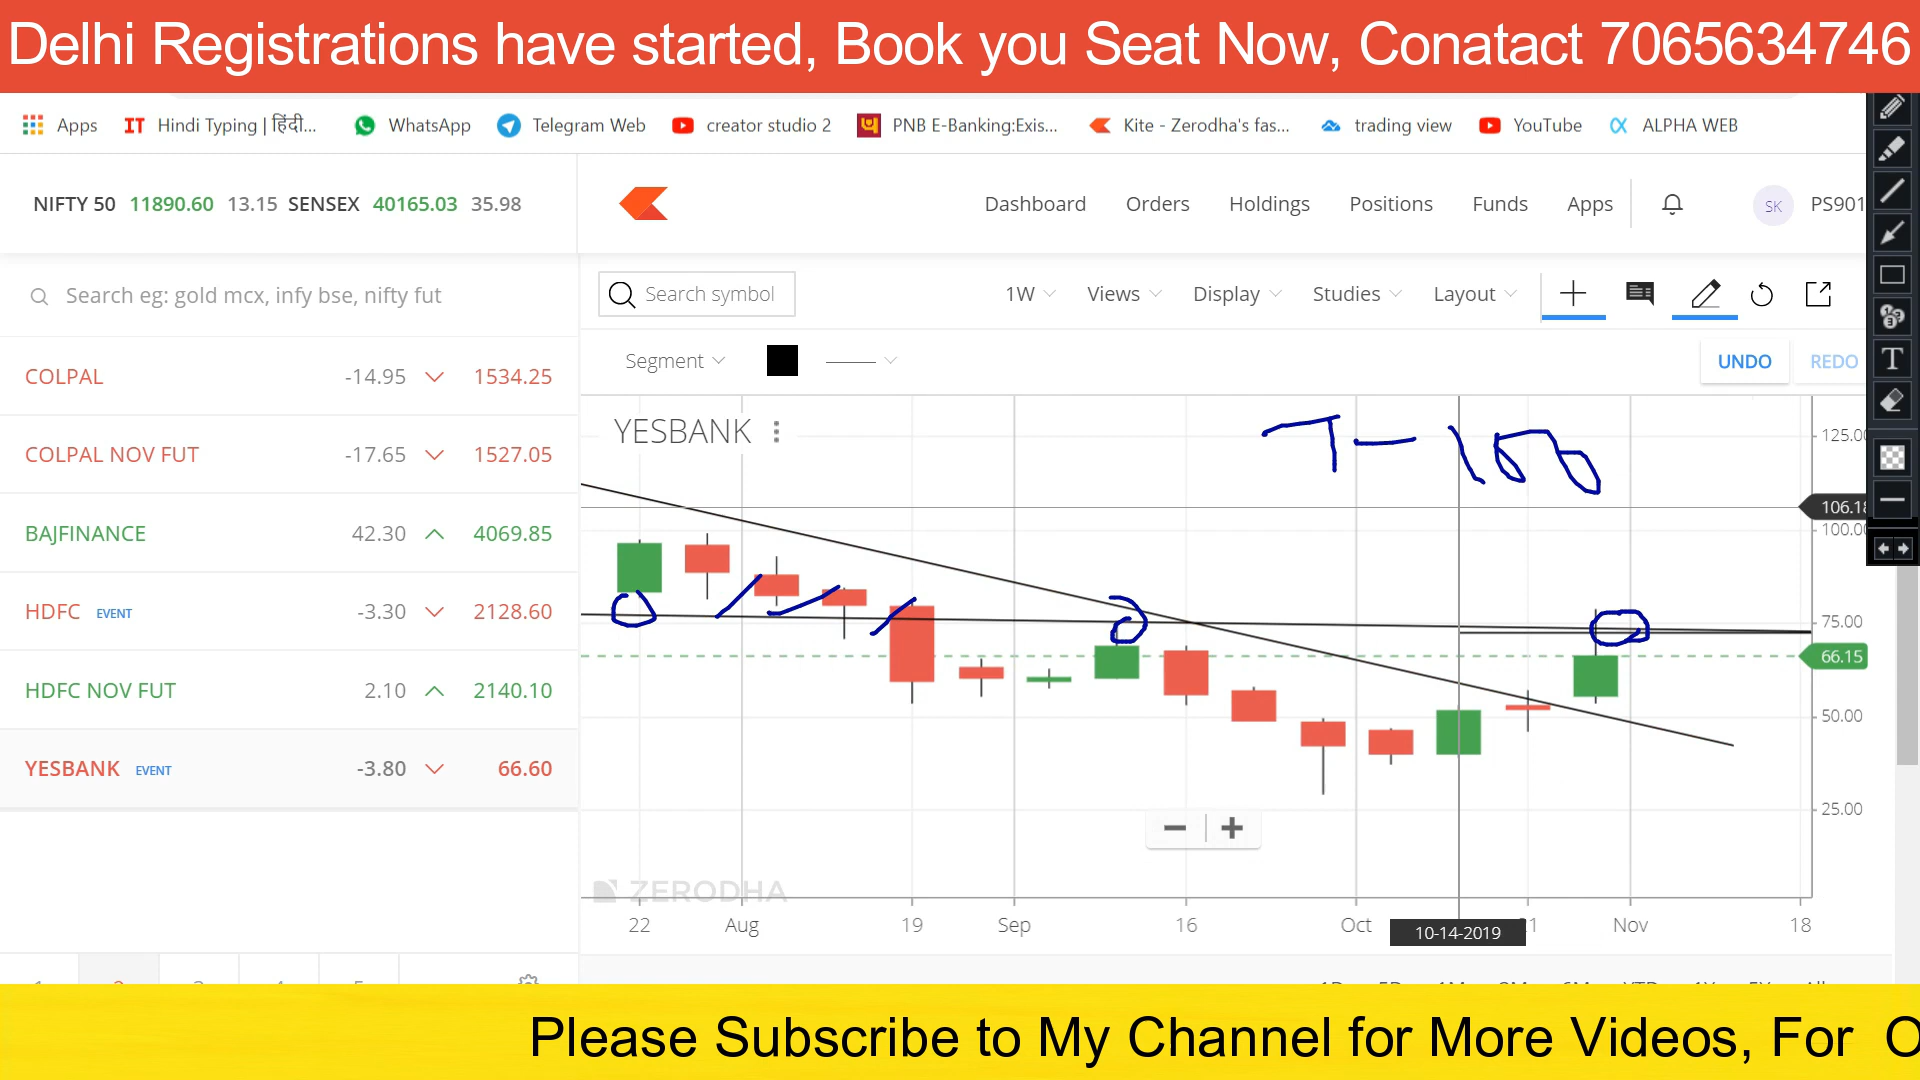 Delhi Registrations have started, Book you Seat Now, Conatact 7065634746
Apps IT Hindi Typing | हिंदी... WhatsApp Telegram Web creator studio 2 PNB E-Banking:Exis... Kite - Zerodha's fas... trading view YouTube ALPHA WEB
NIFTY 50 11890.60 13.15 SENSEX 40165.03 35.98
Dashboard Orders Holdings Positions Funds Apps SK PS901
Search eg: gold mcx, infy bse, nifty fut
Search symbol 1W Views Display Studies Layout
Segment UNDO REDO
COLPAL -14.95 1534.25
COLPAL NOV FUT -17.65 1527.05
BAJFINANCE 42.30 4069.85
HDFC EVENT -3.30 2128.60
HDFC NOV FUT 2.10 2140.10
YESBANK EVENT -3.80 66.60
YESBANK
T-100
125.00
106.18
100.00
75.00
66.15
50.00
25.00
ZERODHA
22 Aug 19 Sep 16 Oct 10-14-2019 Nov 18
T
Please Subscribe to My Channel for More Videos, For